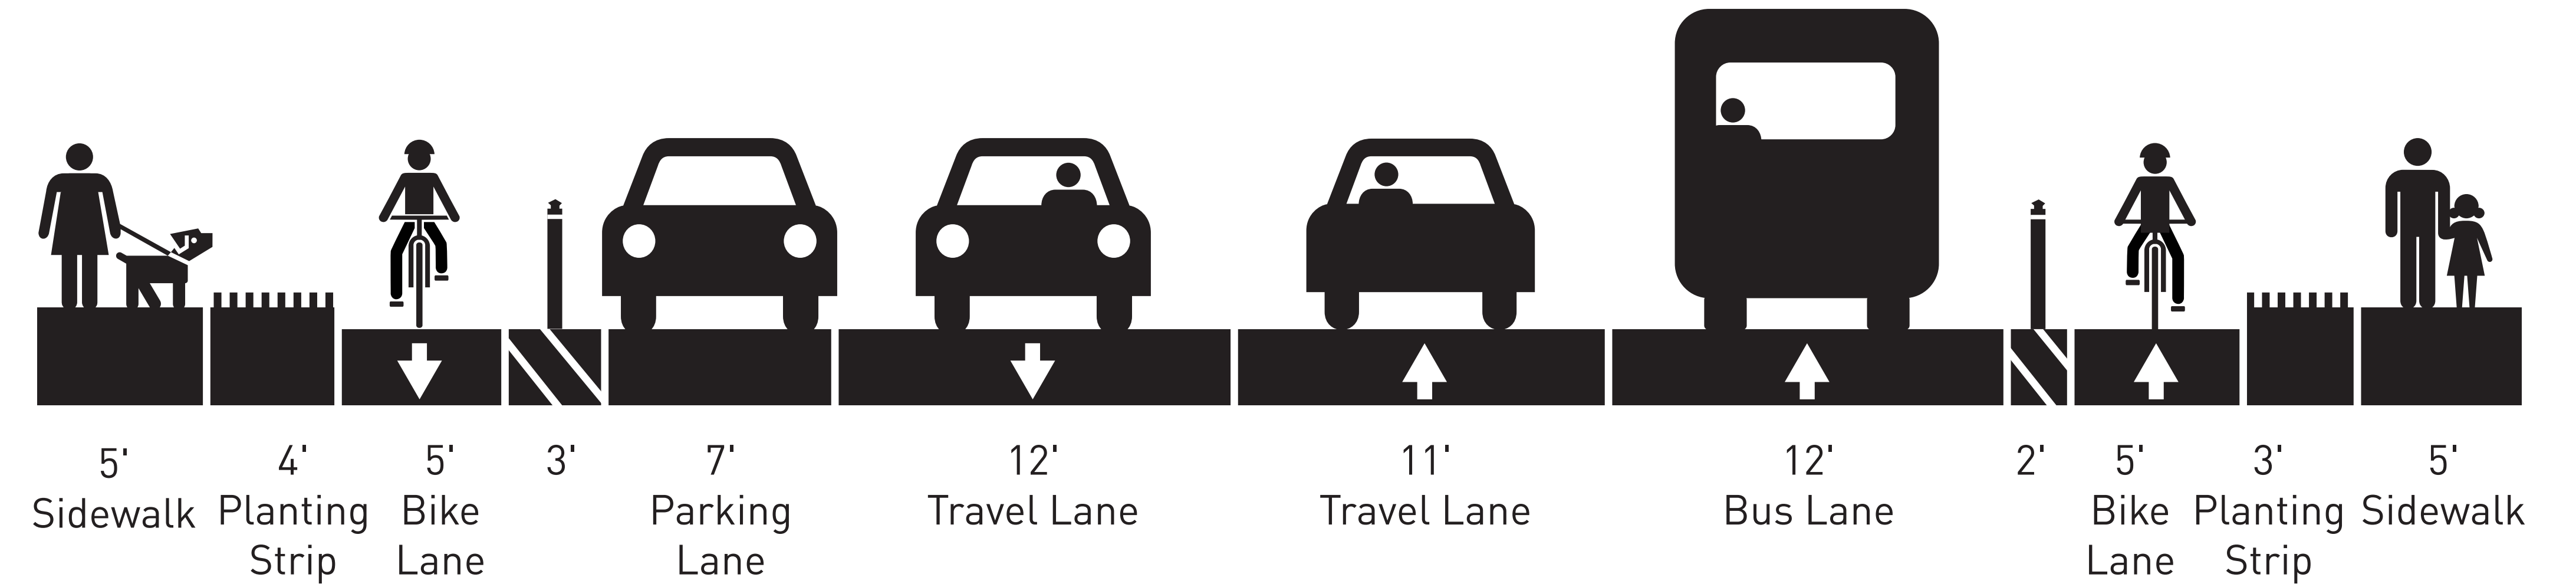 5' 4' 5' 3' 7' 12' 11' 12' 2' 5' 3' 5'
Sidewalk Planting Bike Parking Travel Lane Travel Lane Bus Lane Bike Planting Sidewalk
Strip Lane Lane Lane Strip